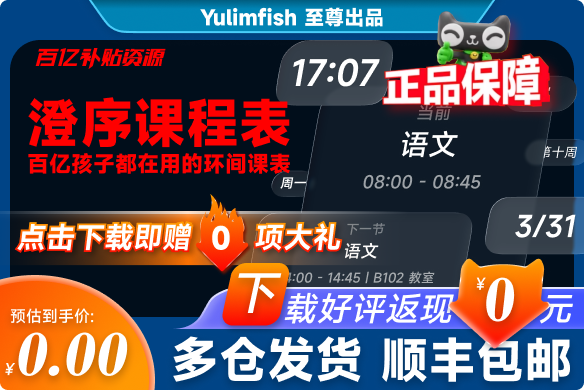 Yulimfish 至尊出品
百亿补贴资源
17:07
正品保障
澄序课程表
百亿孩子都在用的环间课表
当前
语文
08:00 - 08:45
第十周
周一
3/31
点击下载即赠 0 项大礼
下一节
语文
14:00 - 14:45 | B102 教室
下载好评返现 ¥0 元
预估到手价:
¥0.00
多仓发货 顺丰包邮